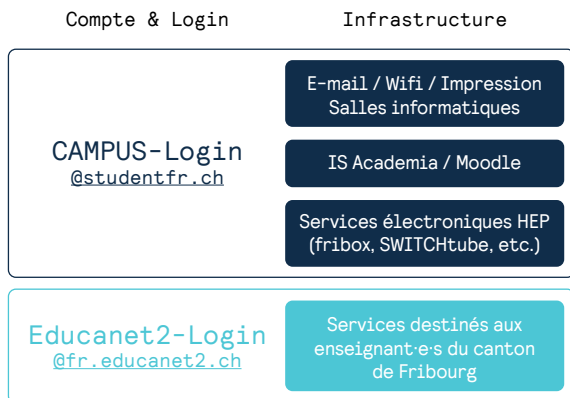 Compte & Login
Infrastructure
CAMPUS-Login
@studentfr.ch
E-mail / Wifi / Impression
Salles informatiques
IS Academia / Moodle
Services électroniques HEP
(fribox, SWITCHtube, etc.)
Educanet2-Login
@fr.educanet2.ch
Services destinés aux
enseignant·e·s du canton
de Fribourg